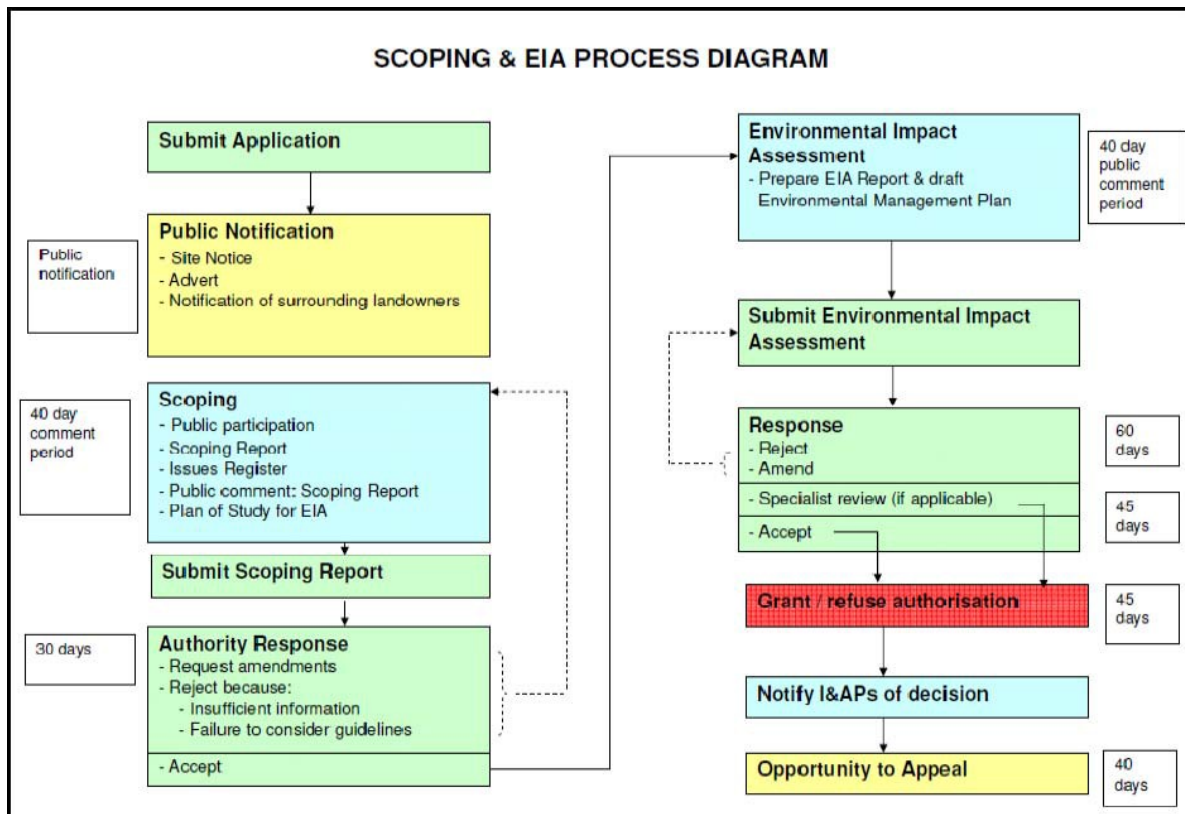 SCOPING & EIA PROCESS DIAGRAM
Submit Application
Public
notification
Public Notification
- Site Notice
- Advert
- Notification of surrounding landowners
40 day
comment
period
Scoping
- Public participation
- Scoping Report
- Issues Register
- Public comment: Scoping Report
- Plan of Study for EIA
Submit Scoping Report
30 days
Authority Response
- Request amendments
- Reject because:
- Insufficient information
- Failure to consider guidelines
- Accept
Environmental Impact
Assessment
- Prepare EIA Report & draft
Environmental Management Plan
40 day
public
comment
period
Submit Environmental Impact
Assessment
Response
- Reject
- Amend
60
days
- Specialist review (if applicable)
- Accept
45
days
Grant / refuse authorisation
45
days
Notify I&APs of decision
Opportunity to Appeal
40
days